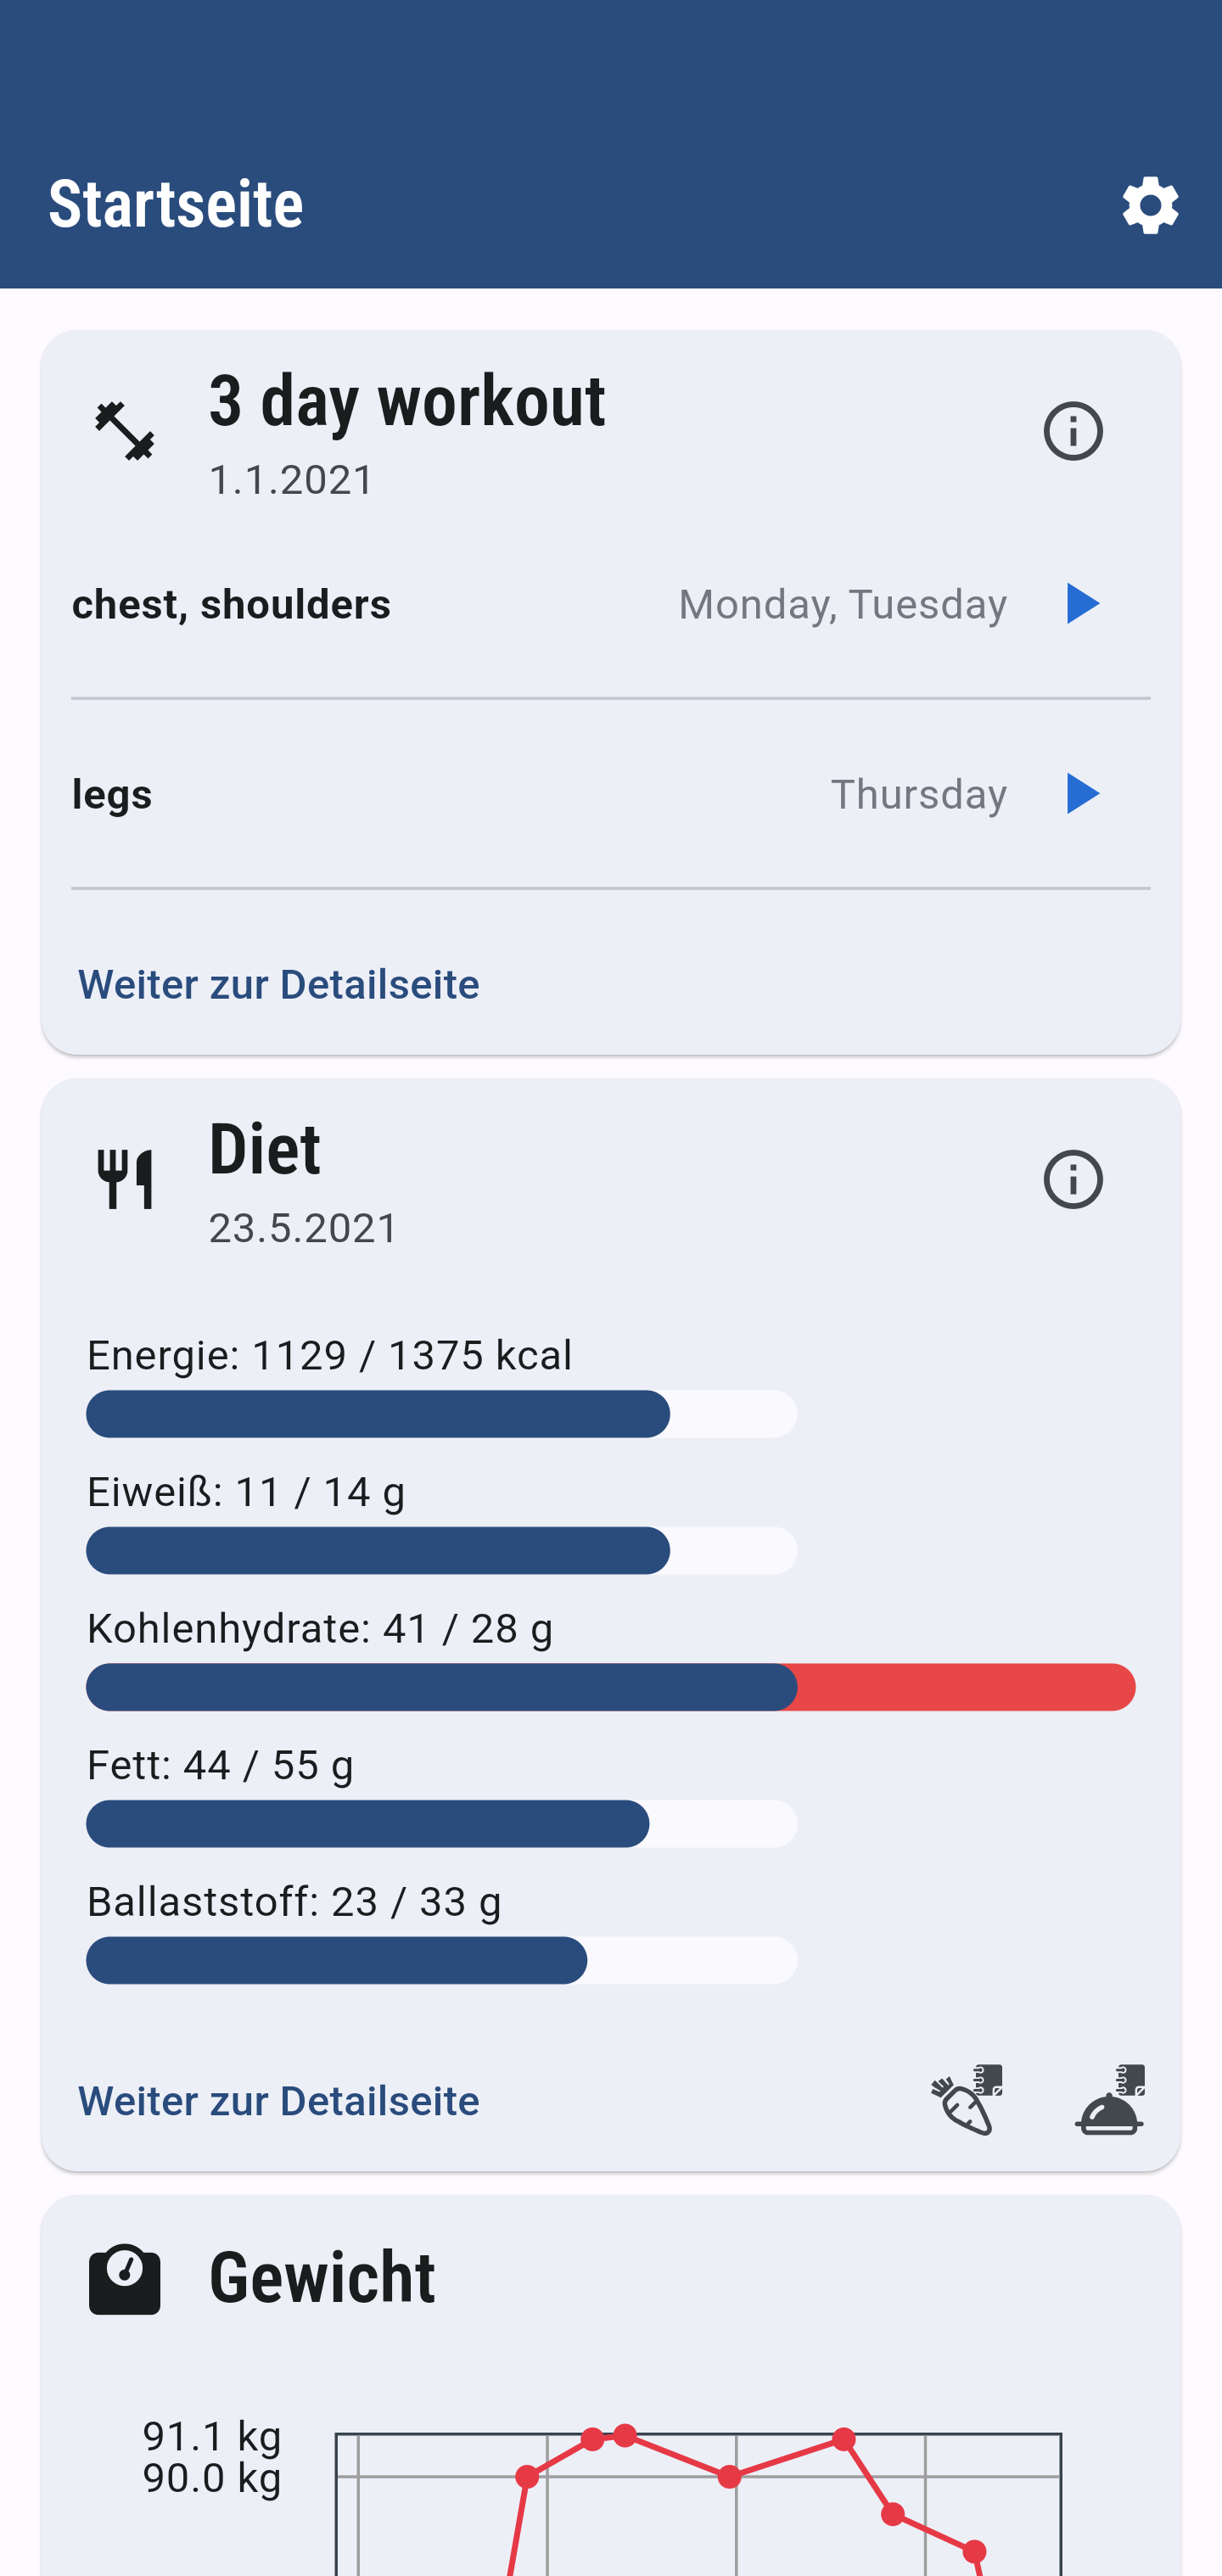 Startseite
3 day workout
1.1.2021
chest, shoulders Monday, Tuesday
legs Thursday
Weiter zur Detailseite
Diet
23.5.2021
Energie: 1129 / 1375 kcal
Eiweiß: 11 / 14 g
Kohlenhydrate: 41 / 28 g
Fett: 44 / 55 g
Ballaststoff: 23 / 33 g
Weiter zur Detailseite
Gewicht
91.1 kg
90.0 kg